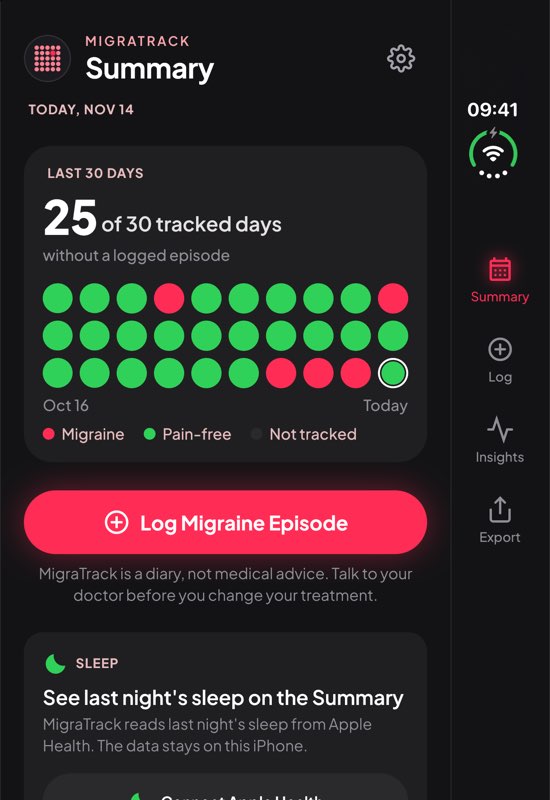 MIGRATRACK
Summary
TODAY, NOV 14
LAST 30 DAYS
25 of 30 tracked days
without a logged episode
Oct 16
Today
Migraine
Pain-free
Not tracked
Log Migraine Episode
MigraTrack is a diary, not medical advice. Talk to your
doctor before you change your treatment.
SLEEP
See last night's sleep on the Summary
MigraTrack reads last night's sleep from Apple
Health. The data stays on this iPhone.
Connect Apple Health
09:41
Summary
Log
Insights
Export